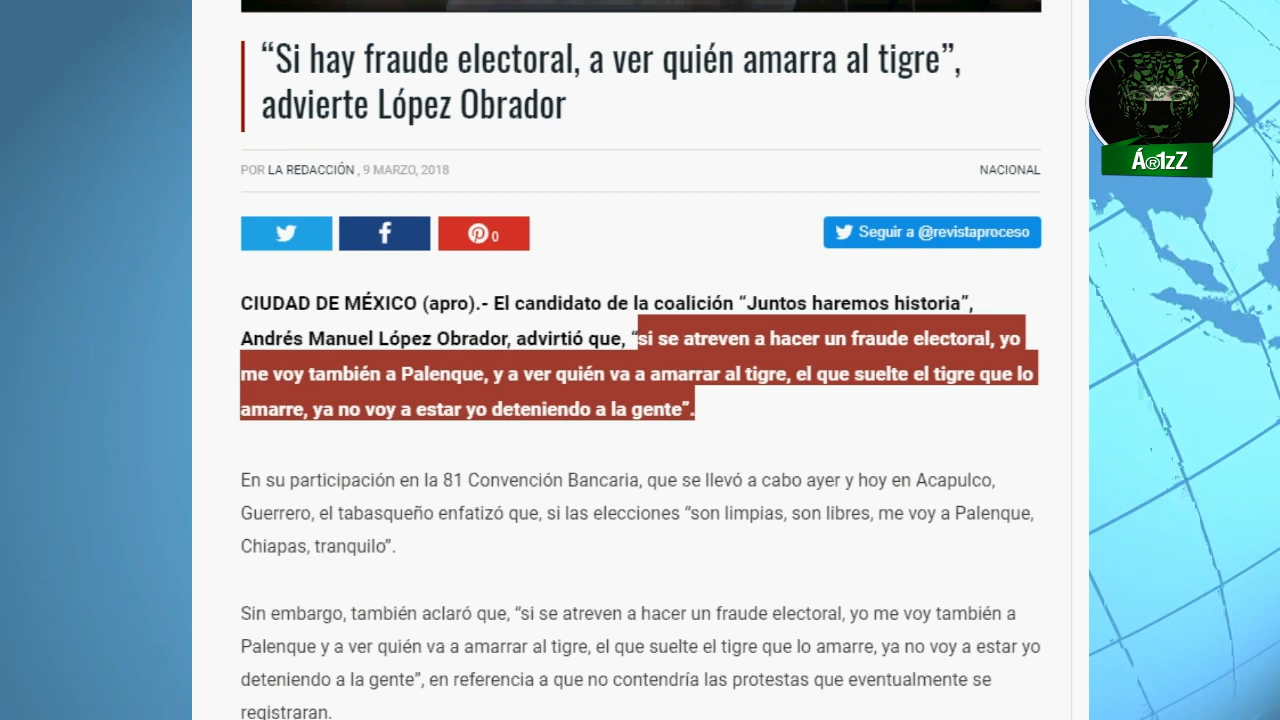 “Si hay fraude electoral, a ver quién amarra al tigre”,
advierte López Obrador
POR LA REDACCIÓN , 9 MARZO, 2018
NACIONAL
0
Seguir a @revistaproceso
CIUDAD DE MÉXICO (apro).- El candidato de la coalición “Juntos haremos historia”,
Andrés Manuel López Obrador, advirtió que, “si se atreven a hacer un fraude electoral, yo
me voy también a Palenque, y a ver quién va a amarrar al tigre, el que suelte el tigre que lo
amarre, ya no voy a estar yo deteniendo a la gente”.
En su participación en la 81 Convención Bancaria, que se llevó a cabo ayer y hoy en Acapulco,
Guerrero, el tabasqueño enfatizó que, si las elecciones “son limpias, son libres, me voy a Palenque,
Chiapas, tranquilo”.
Sin embargo, también aclaró que, “si se atreven a hacer un fraude electoral, yo me voy también a
Palenque y a ver quién va a amarrar al tigre, el que suelte el tigre que lo amarre, ya no voy a estar yo
deteniendo a la gente”, en referencia a que no contendría las protestas que eventualmente se
registraran.
Á®1zZ